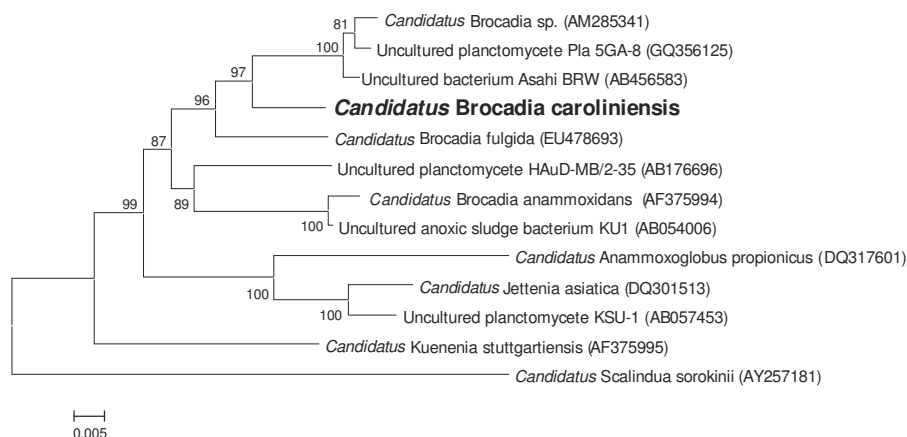 81
Candidatus Brocadia sp. (AM285341)
100
Uncultured planctomycete Pla 5GA-8 (GQ356125)
97
Uncultured bacterium Asahi BRW (AB456583)
96
Candidatus Brocadia caroliniensis
87
Candidatus Brocadia fulgida (EU478693)
Uncultured planctomycete HAuD-MB/2-35 (AB176696)
99
89
Candidatus Brocadia anammoxidans (AF375994)
100
Uncultured anoxic sludge bacterium KU1 (AB054006)
Candidatus Anammoxoglobus propionicus (DQ317601)
100
Candidatus Jettenia asiatica (DQ301513)
100
Uncultured planctomycete KSU-1 (AB057453)
Candidatus Kuenenia stuttgartiensis (AF375995)
Candidatus Scalindua sorokinii (AY257181)
0.005